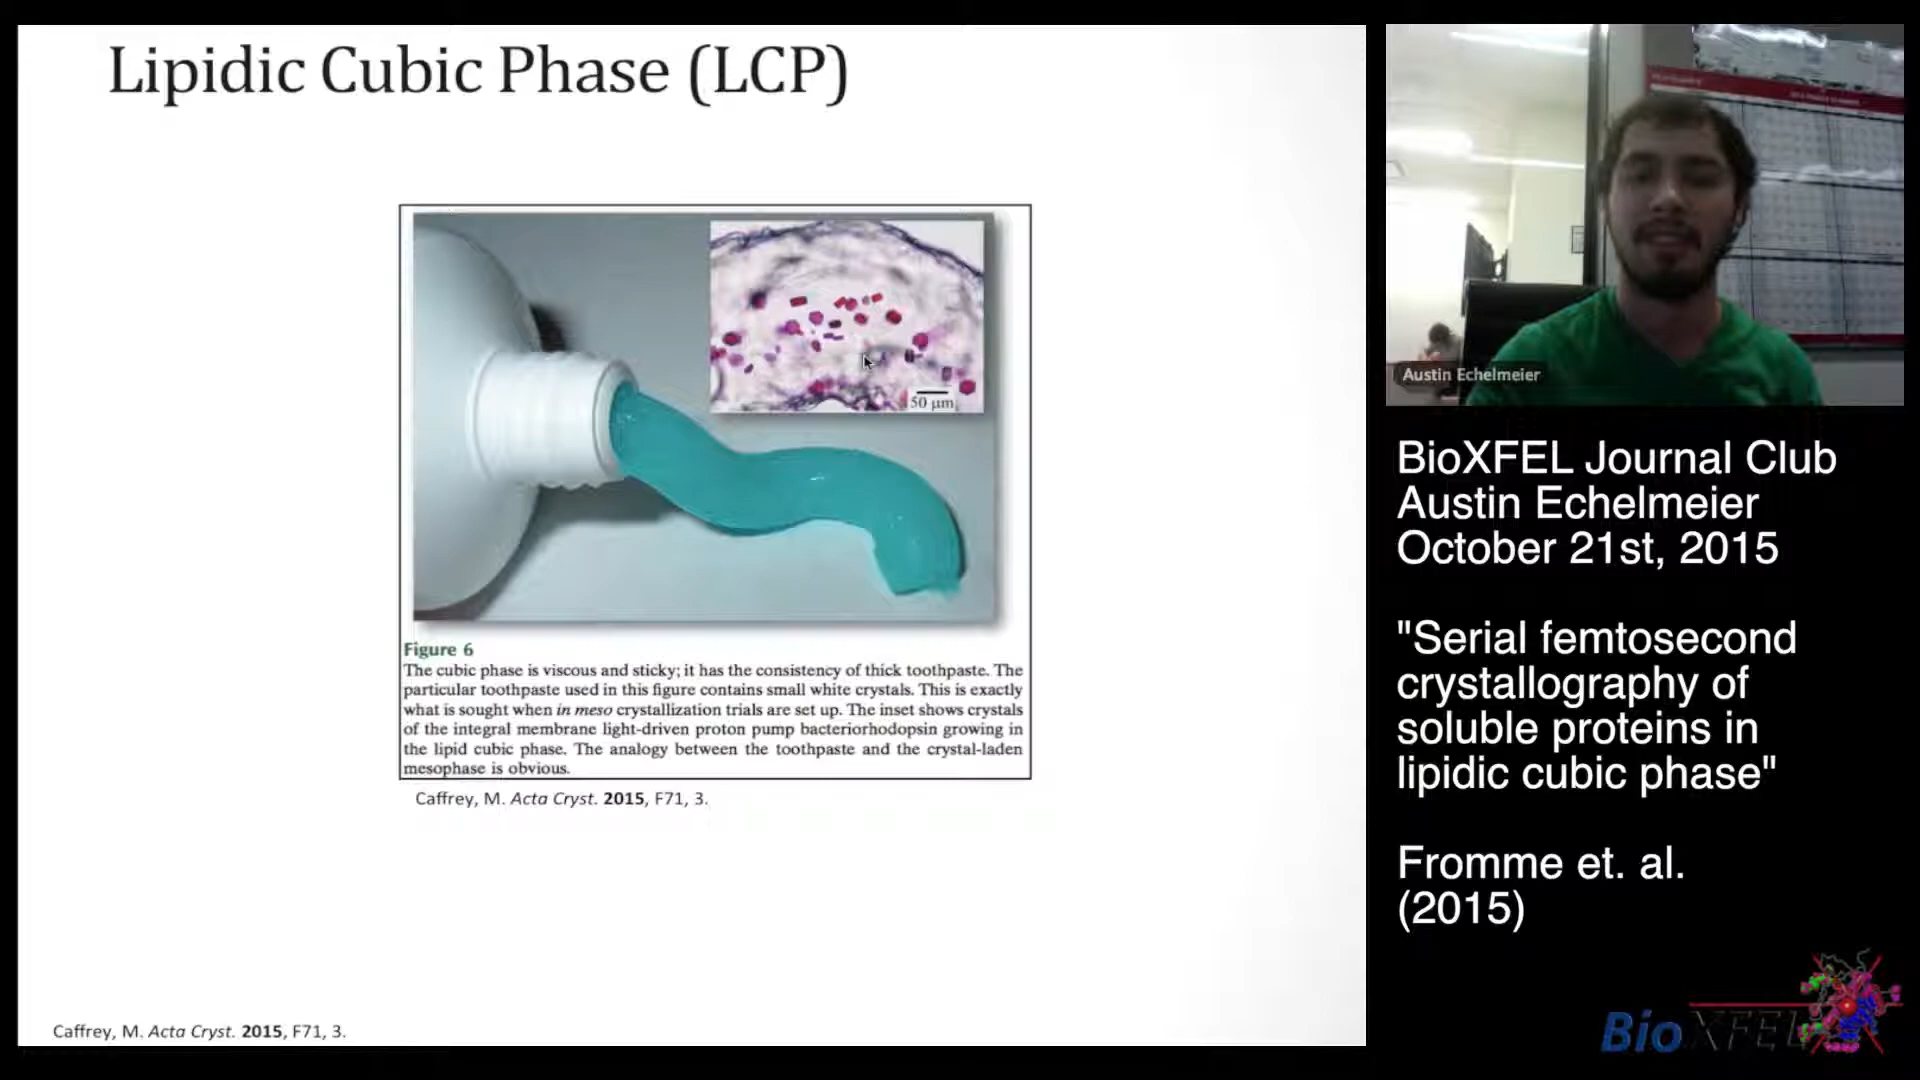 Lipidic Cubic Phase (LCP)
50 µm
Figure 6
The cubic phase is viscous and sticky; it has the consistency of thick toothpaste. The
particular toothpaste used in this figure contains small white crystals. This is exactly
what is sought when in meso crystallization trials are set up. The inset shows crystals
of the integral membrane light-driven proton pump bacteriorhodopsin growing in
the lipid cubic phase. The analogy between the toothpaste and the crystal-laden
mesophase is obvious.
Caffrey, M. Acta Cryst. 2015, F71, 3.
Caffrey, M. Acta Cryst. 2015, F71, 3.
Austin Echelmeier
BioXFEL Journal Club
Austin Echelmeier
October 21st, 2015
"Serial femtosecond
crystallography of
soluble proteins in
lipidic cubic phase"
Fromme et. al.
(2015)
BioXFEL